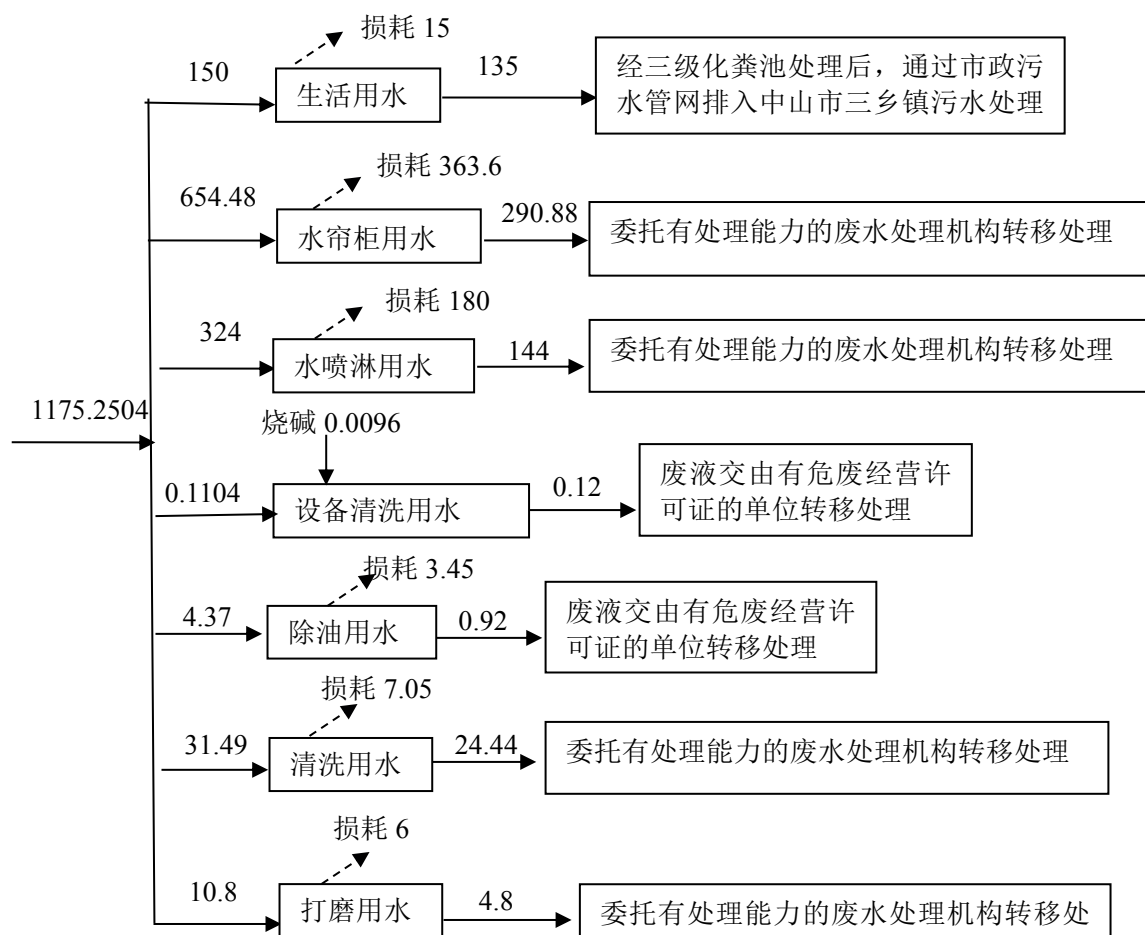 损耗 15
150
生活用水
135
经三级化粪池处理后，通过市政污
水管网排入中山市三乡镇污水处理
损耗 363.6
654.48
水帘柜用水
290.88
委托有处理能力的废水处理机构转移处理
损耗 180
324
水喷淋用水
144
委托有处理能力的废水处理机构转移处理
1175.2504
烧碱 0.0096
0.1104
设备清洗用水
0.12
废液交由有危废经营许
可证的单位转移处理
损耗 3.45
4.37
除油用水
0.92
废液交由有危废经营许
可证的单位转移处理
损耗 7.05
31.49
清洗用水
24.44
委托有处理能力的废水处理机构转移处理
损耗 6
10.8
打磨用水
4.8
委托有处理能力的废水处理机构转移处